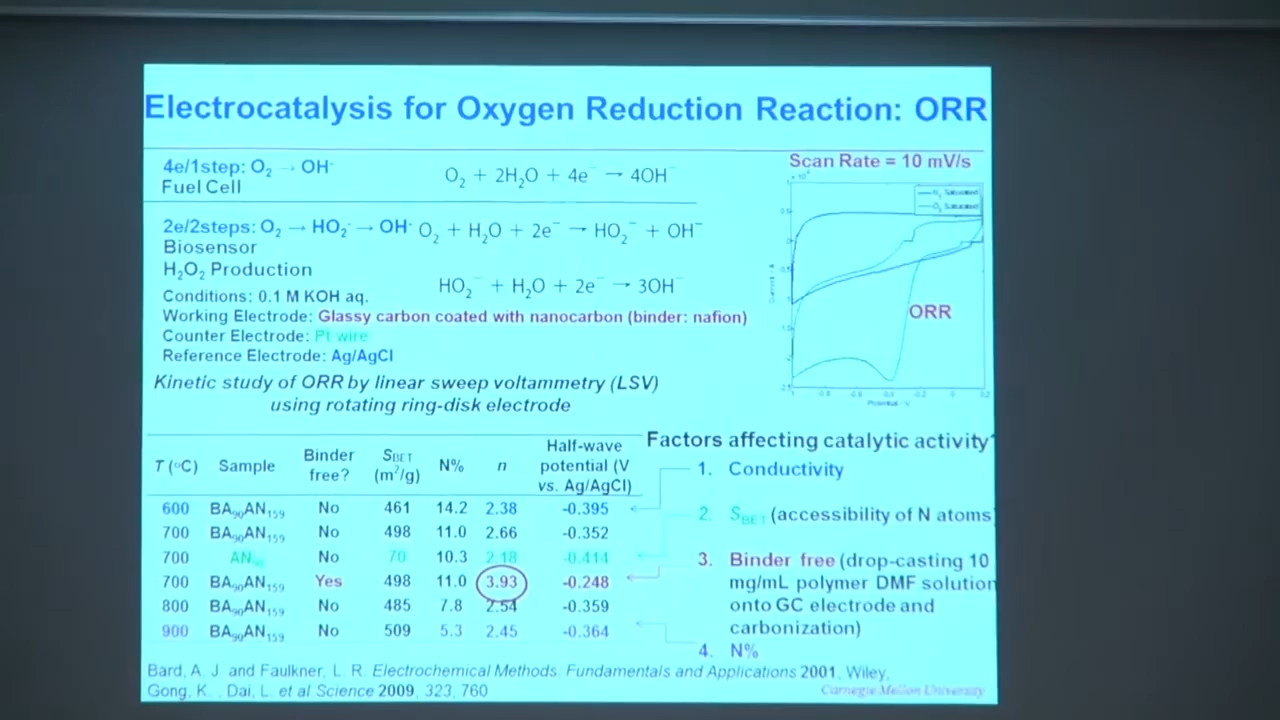 Electrocatalysis for Oxygen Reduction Reaction: ORR
4e/1step: O₂ → OH⁻
Fuel Cell
O₂ + 2H₂O + 4e⁻ → 4OH⁻
2e/2steps: O₂ → HO₂⁻ → OH⁻
O₂ + H₂O + 2e⁻ → HO₂⁻ + OH⁻
Biosensor
H₂O₂ Production
HO₂⁻ + H₂O + 2e⁻ → 3OH⁻
Conditions: 0.1 M KOH aq.
Working Electrode: Glassy carbon coated with nanocarbon (binder: nafion)
Counter Electrode: Pt wire
Reference Electrode: Ag/AgCl
Scan Rate = 10 mV/s
N₂ Saturated
O₂ Saturated
ORR
Kinetic study of ORR by linear sweep voltammetry (LSV)
using rotating ring-disk electrode
T (°C) Sample Binder free? S_BET (m²/g) N% n Half-wave potential (V vs. Ag/AgCl)
600 BA₉₀AN₁₅₉ No 461 14.2 2.38 -0.395
700 BA₉₀AN₁₅₉ No 498 11.0 2.66 -0.352
700 AN No 70 10.3 2.18 -0.414
700 BA₉₀AN₁₅₉ Yes 498 11.0 3.93 -0.248
800 BA₉₀AN₁₅₉ No 485 7.8 2.54 -0.359
900 BA₉₀AN₁₅₉ No 509 5.3 2.45 -0.364
Factors affecting catalytic activity
1. Conductivity
2. S_BET (accessibility of N atoms
3. Binder free (drop-casting 10
mg/mL polymer DMF solution
onto GC electrode and
carbonization)
4. N%
Bard, A. J. and Faulkner, L. R. Electrochemical Methods. Fundamentals and Applications 2001, Wiley,
Gong, K. , Dai, L. et al Science 2009, 323, 760
Carnegie Mellon University